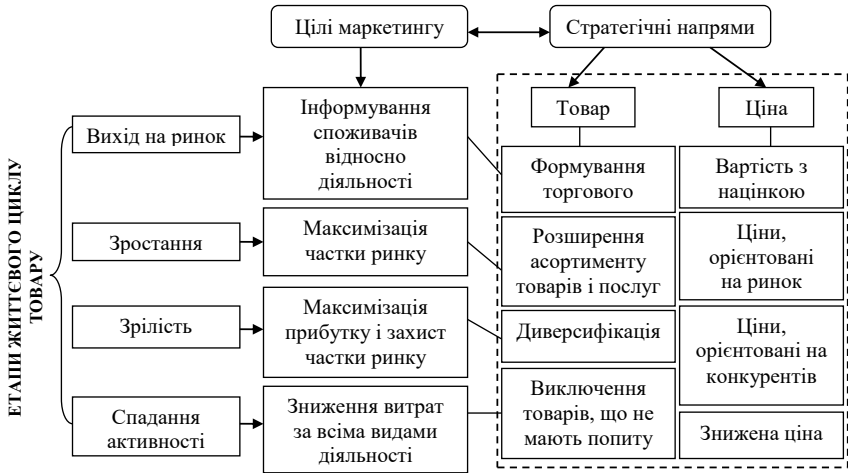 Цілі маркетингу
Стратегічні напрями
Товар
Ціна
ЕТАПИ ЖИТТЄВОГО ЦИКЛУ
ТОВАРУ
Вихід на ринок
Інформування
споживачів
відносно
діяльності
Формування
торгового
Вартість з
націнкою
Зростання
Максимізація
частки ринку
Розширення
асортименту
товарів і послуг
Ціни,
орієнтовані
на ринок
Зрілість
Максимізація
прибутку і захист
частки ринку
Диверсифікація
Ціни,
орієнтовані на
конкурентів
Спадання
активності
Зниження витрат
за всіма видами
діяльності
Виключення
товарів, що не
мають попиту
Знижена ціна